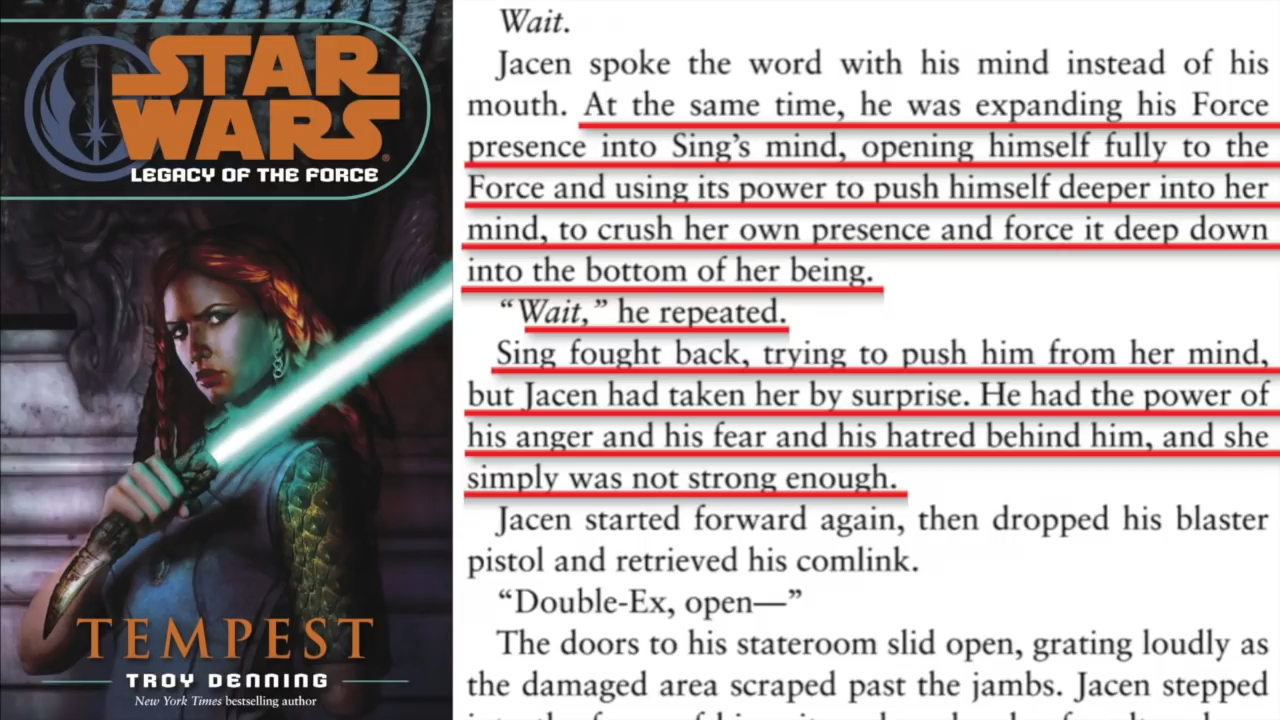 STAR
WARS®
LEGACY OF THE FORCE
TEMPEST
TROY DENNING
New York Times bestselling author
Wait.
Jacen spoke the word with his mind instead of his
mouth. At the same time, he was expanding his Force
presence into Sing’s mind, opening himself fully to the
Force and using its power to push himself deeper into her
mind, to crush her own presence and force it deep down
into the bottom of her being.
“Wait,” he repeated.
Sing fought back, trying to push him from her mind,
but Jacen had taken her by surprise. He had the power of
his anger and his fear and his hatred behind him, and she
simply was not strong enough.
Jacen started forward again, then dropped his blaster
pistol and retrieved his comlink.
“Double-Ex, open—”
The doors to his stateroom slid open, grating loudly as
the damaged area scraped past the jambs. Jacen stepped